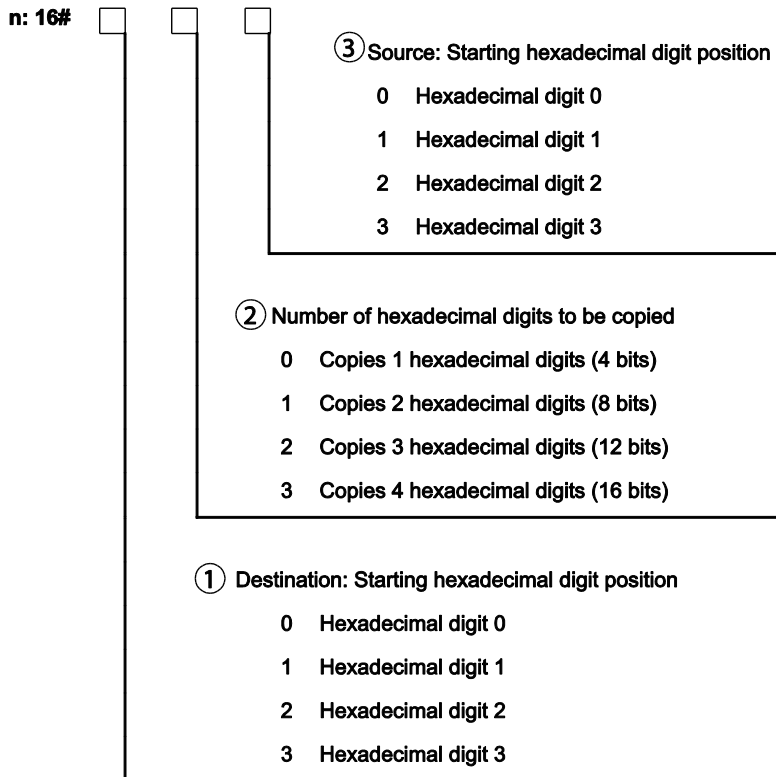 n: 16#
③ Source: Starting hexadecimal digit position
0 Hexadecimal digit 0
1 Hexadecimal digit 1
2 Hexadecimal digit 2
3 Hexadecimal digit 3
② Number of hexadecimal digits to be copied
0 Copies 1 hexadecimal digits (4 bits)
1 Copies 2 hexadecimal digits (8 bits)
2 Copies 3 hexadecimal digits (12 bits)
3 Copies 4 hexadecimal digits (16 bits)
① Destination: Starting hexadecimal digit position
0 Hexadecimal digit 0
1 Hexadecimal digit 1
2 Hexadecimal digit 2
3 Hexadecimal digit 3